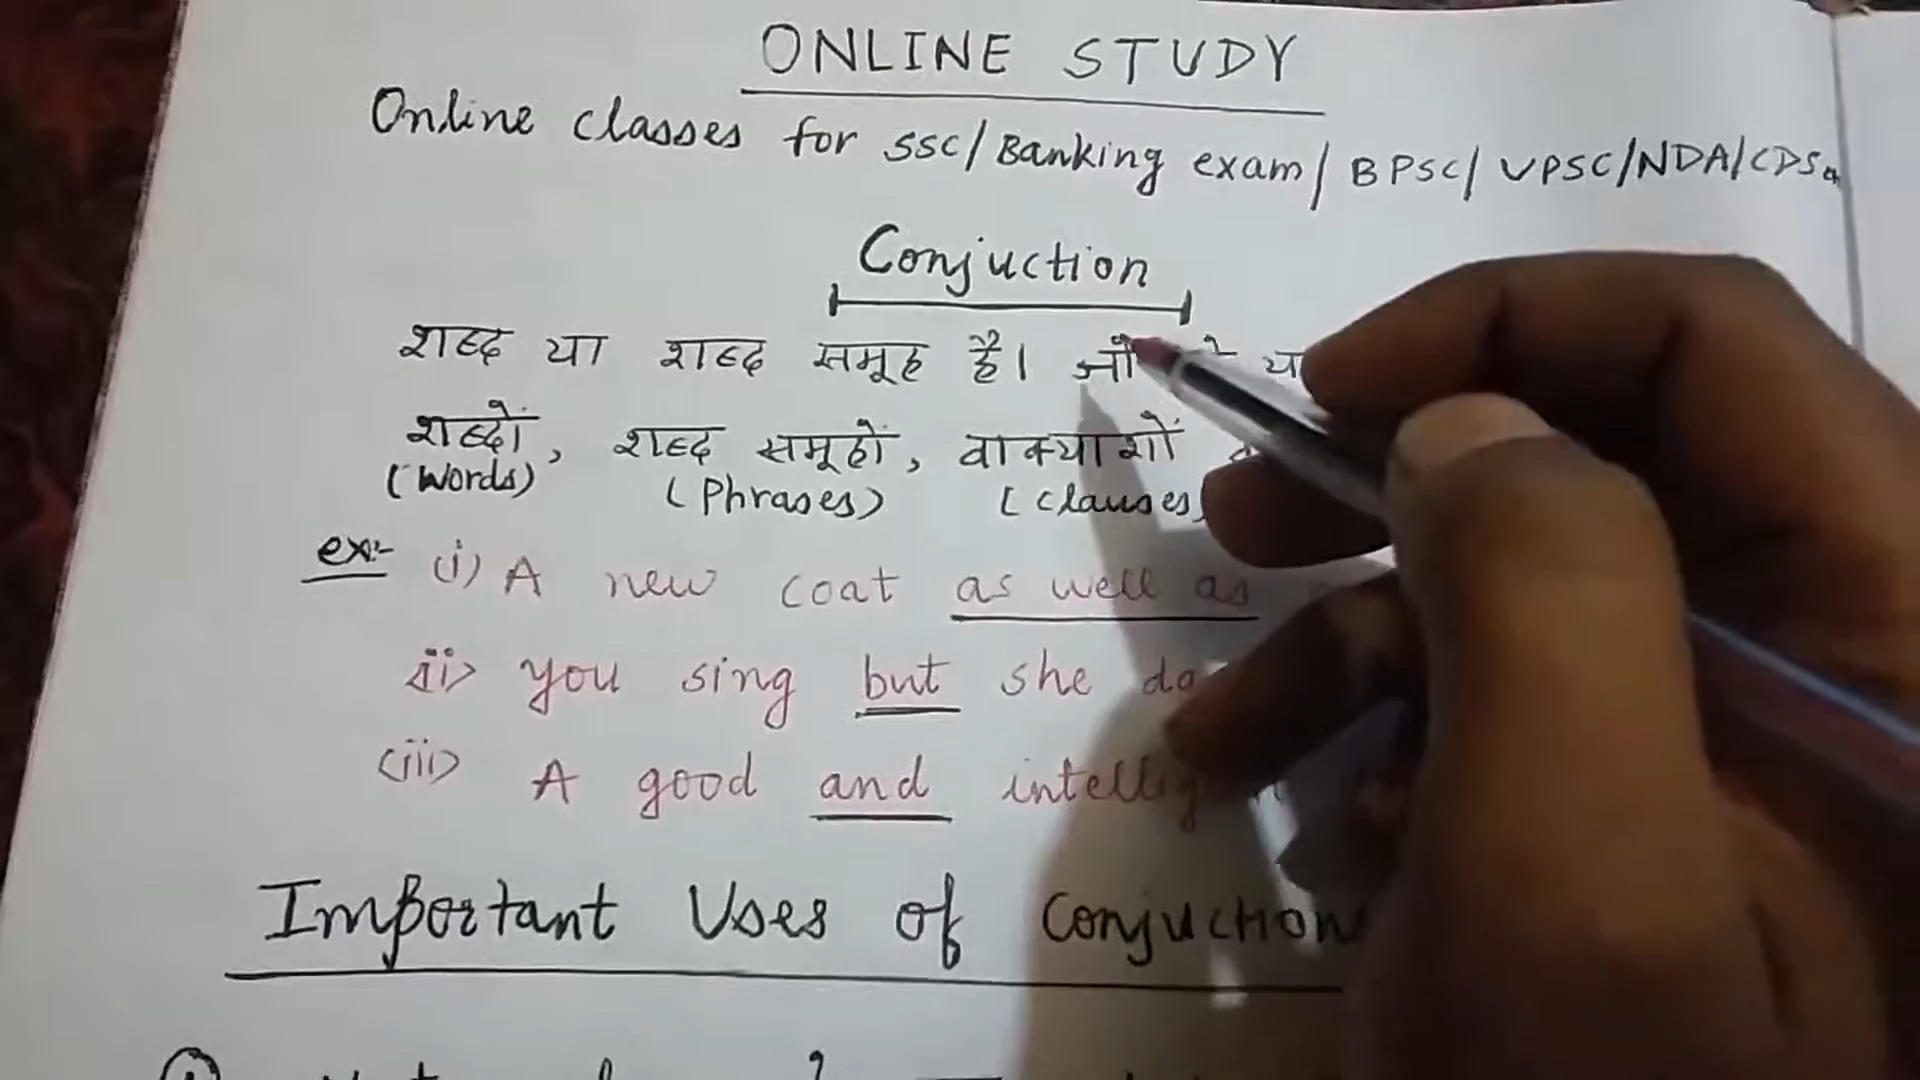 ONLINE STUDY
Online classes for SSC/Banking exam/BPSC/UPSC/NDA/CDS
Conjuction
शब्द या शब्द समूह है। जो या
शब्दों, शब्द समूहों, वाक्याशों
(Words) (Phrases) (Clauses)
ex:- (i) A new coat as well as
ii) you sing but she
(iii) A good and
Important Uses of Conjuctions